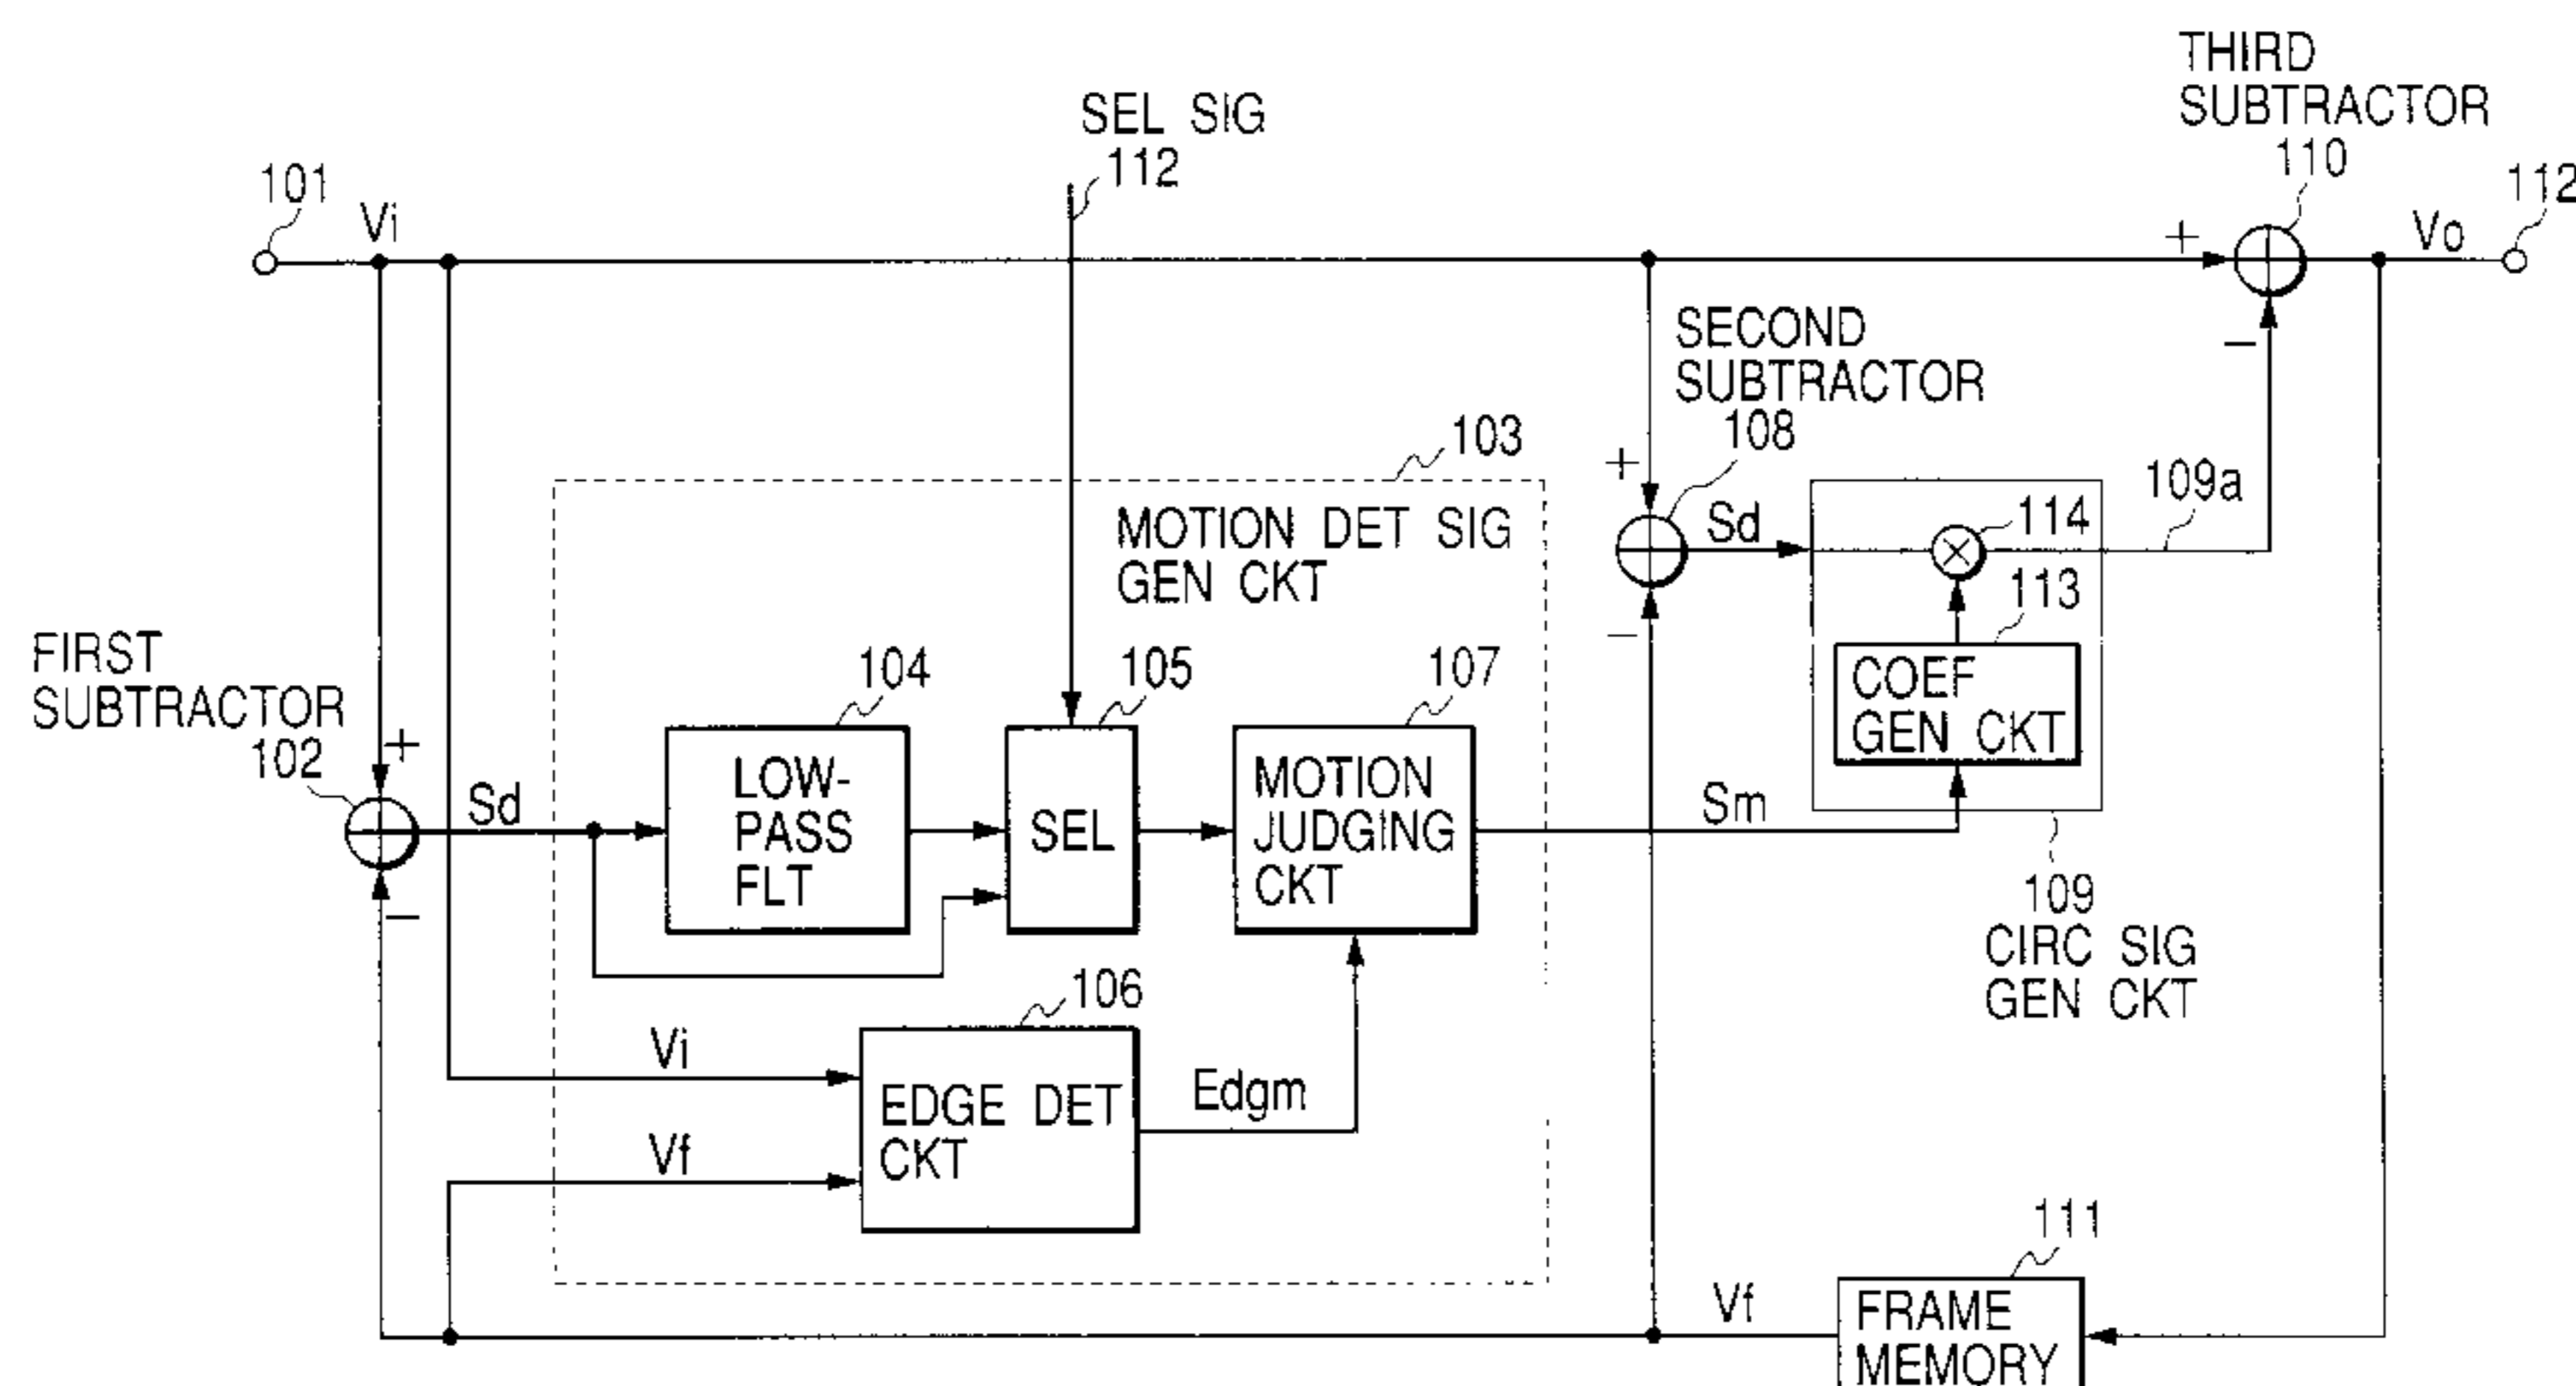 THIRD
SUBTRACTOR
110
SEL SIG
112
101
Vi
+
Vo
112
−
SECOND
SUBTRACTOR
108
+
Sd
−
103
MOTION DET SIG
GEN CKT
109a
114
113
COEF
GEN CKT
FIRST
SUBTRACTOR
102
+
Sd
−
104
LOW-
PASS
FLT
105
SEL
107
MOTION
JUDGING
CKT
Sm
109
CIRC SIG
GEN CKT
106
Vi
Vf
EDGE DET
CKT
Edgm
111
Vf
FRAME
MEMORY